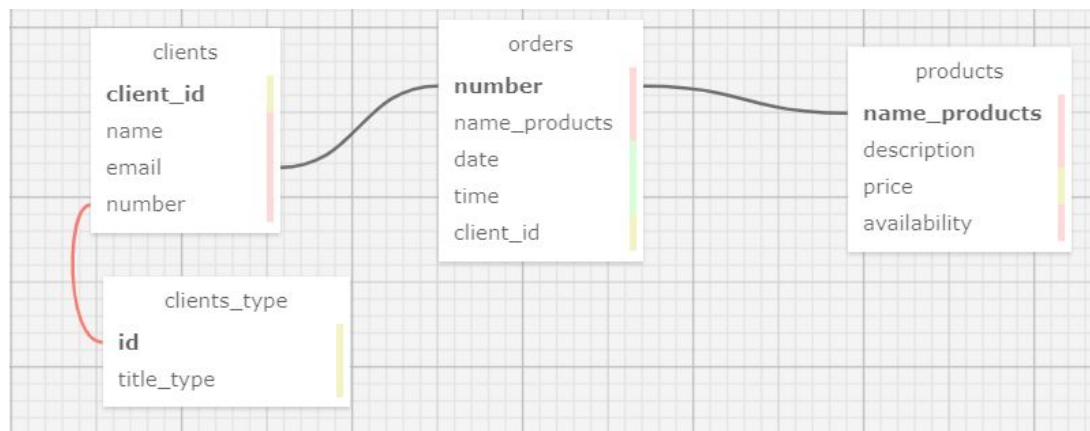 clients
client_id
name
email
number
orders
number
name_products
date
time
client_id
products
name_products
description
price
availability
clients_type
id
title_type